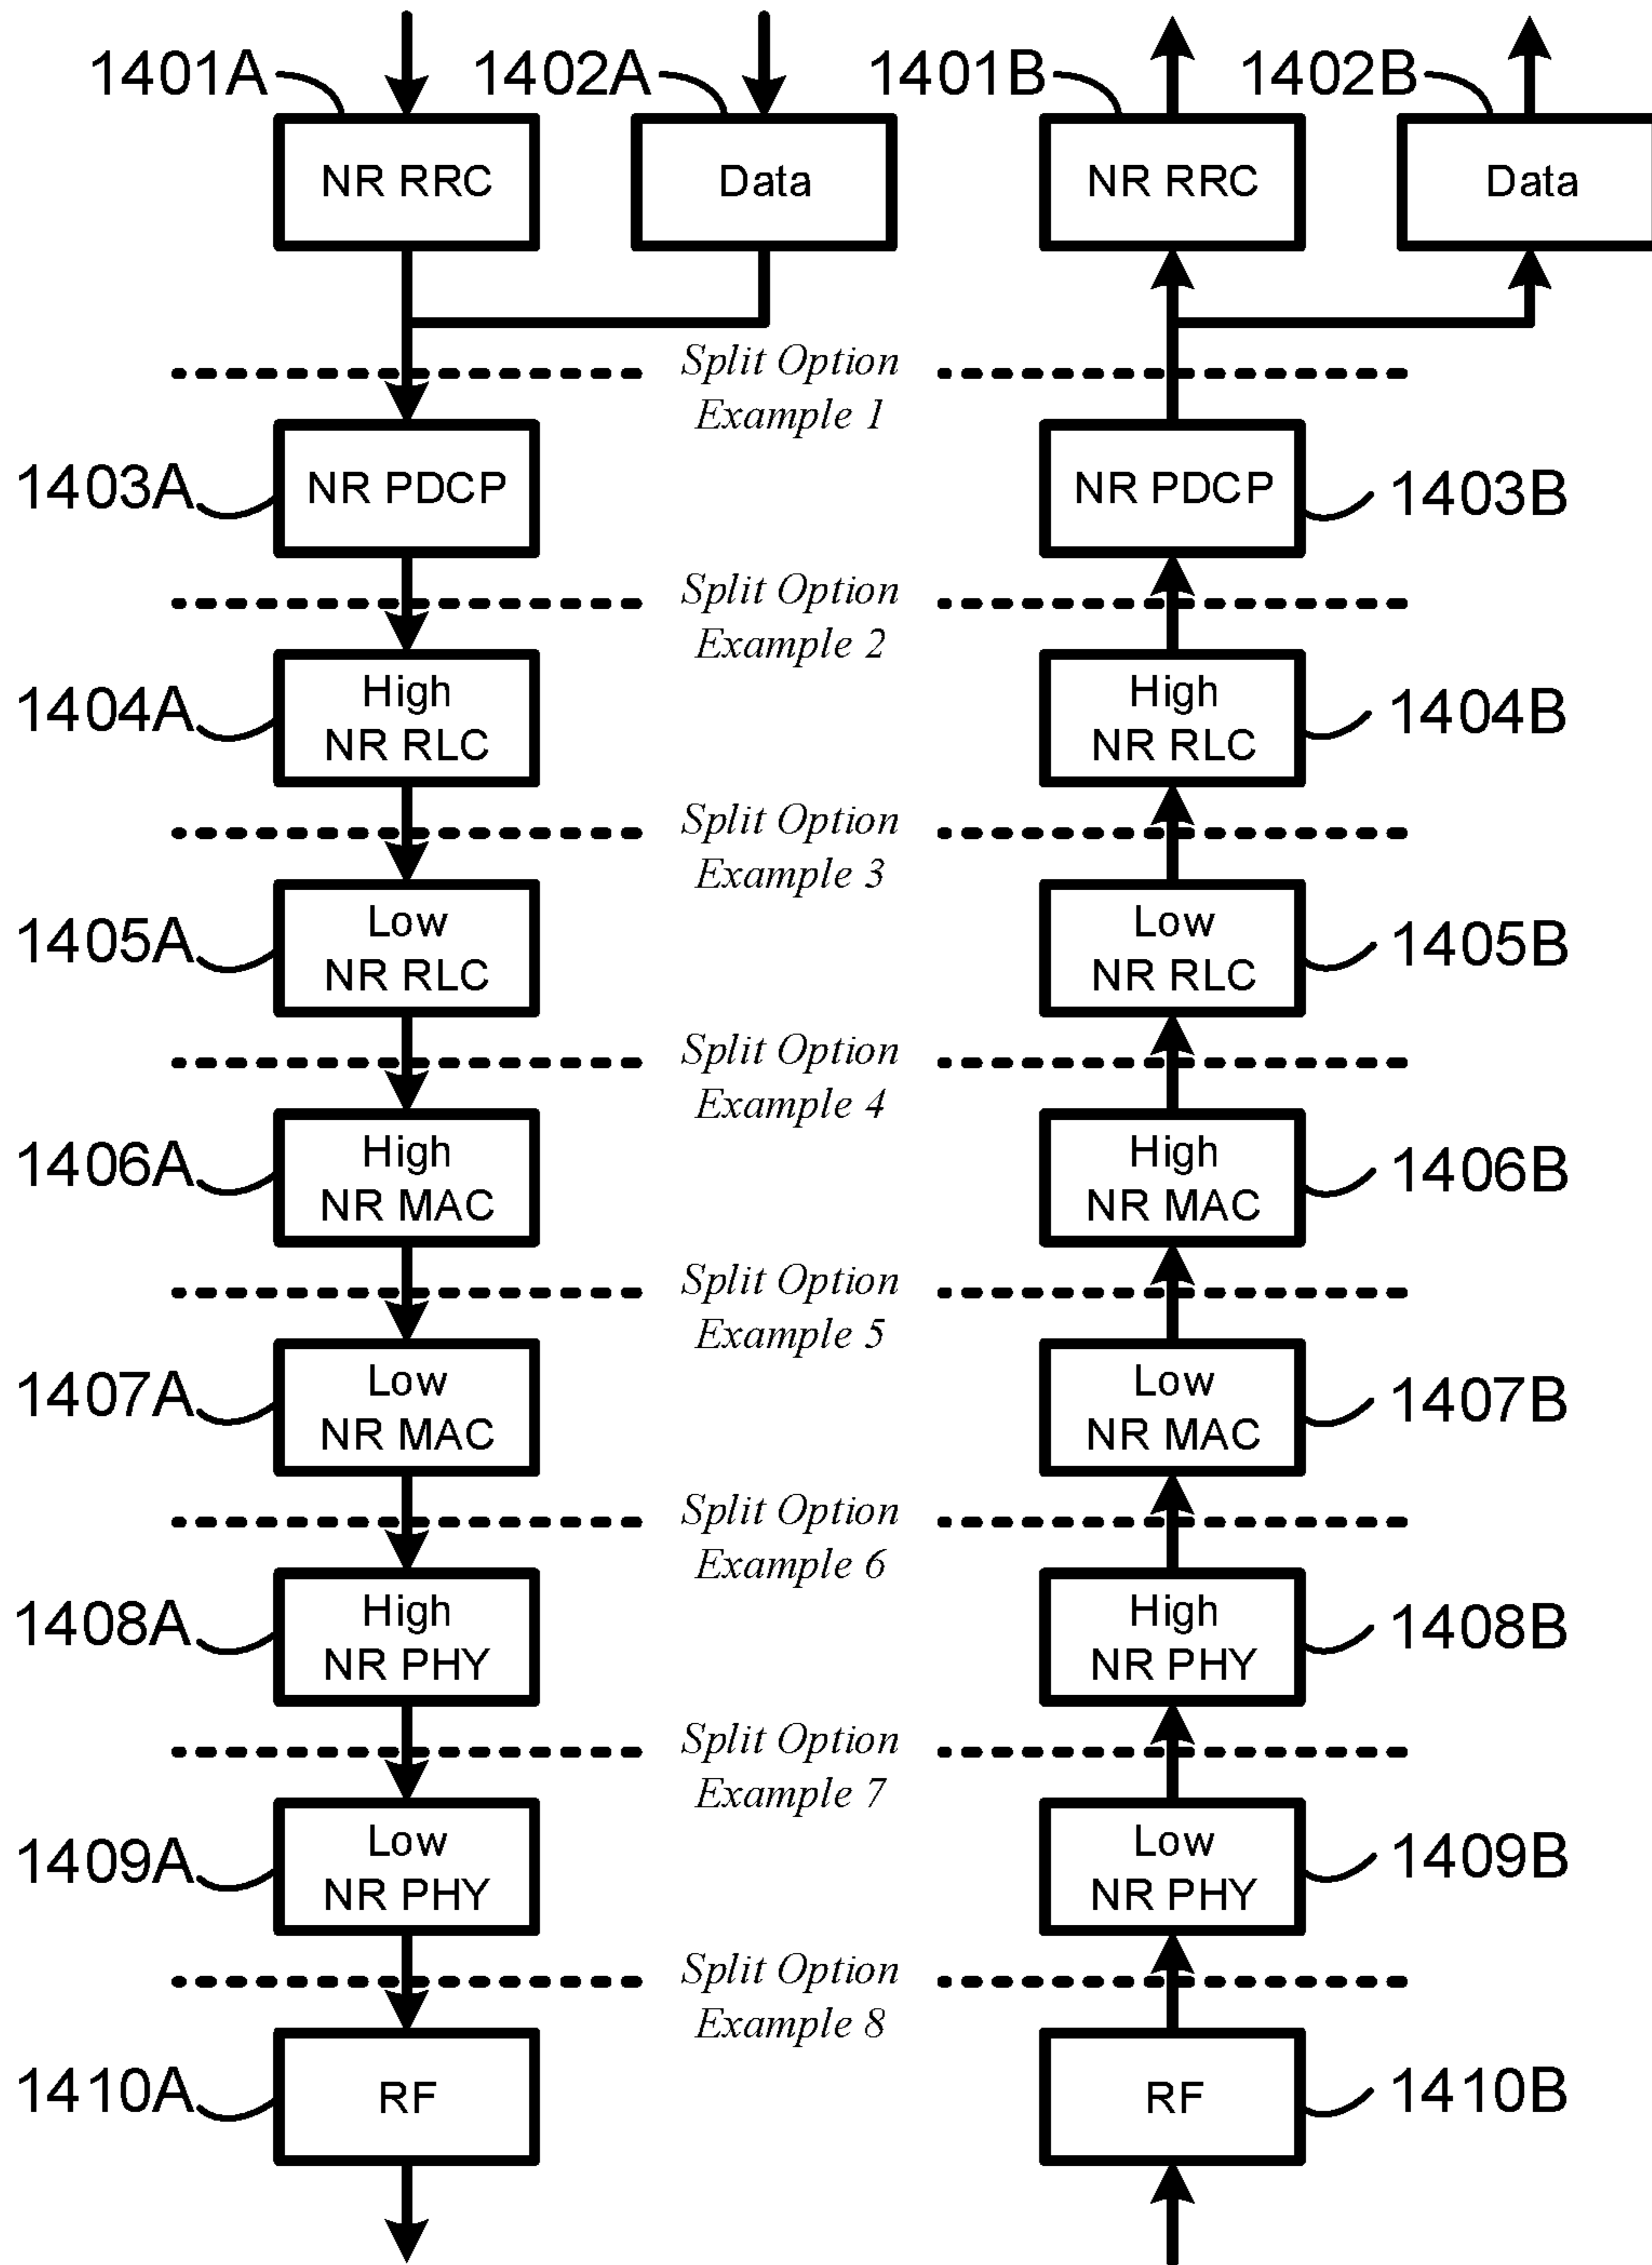 1401A 1402A 1401B 1402B
NR RRC Data NR RRC Data
Split Option
Example 1
1403A NR PDCP NR PDCP 1403B
Split Option
Example 2
1404A High NR RLC High NR RLC 1404B
Split Option
Example 3
1405A Low NR RLC Low NR RLC 1405B
Split Option
Example 4
1406A High NR MAC High NR MAC 1406B
Split Option
Example 5
1407A Low NR MAC Low NR MAC 1407B
Split Option
Example 6
1408A High NR PHY High NR PHY 1408B
Split Option
Example 7
1409A Low NR PHY Low NR PHY 1409B
Split Option
Example 8
1410A RF RF 1410B